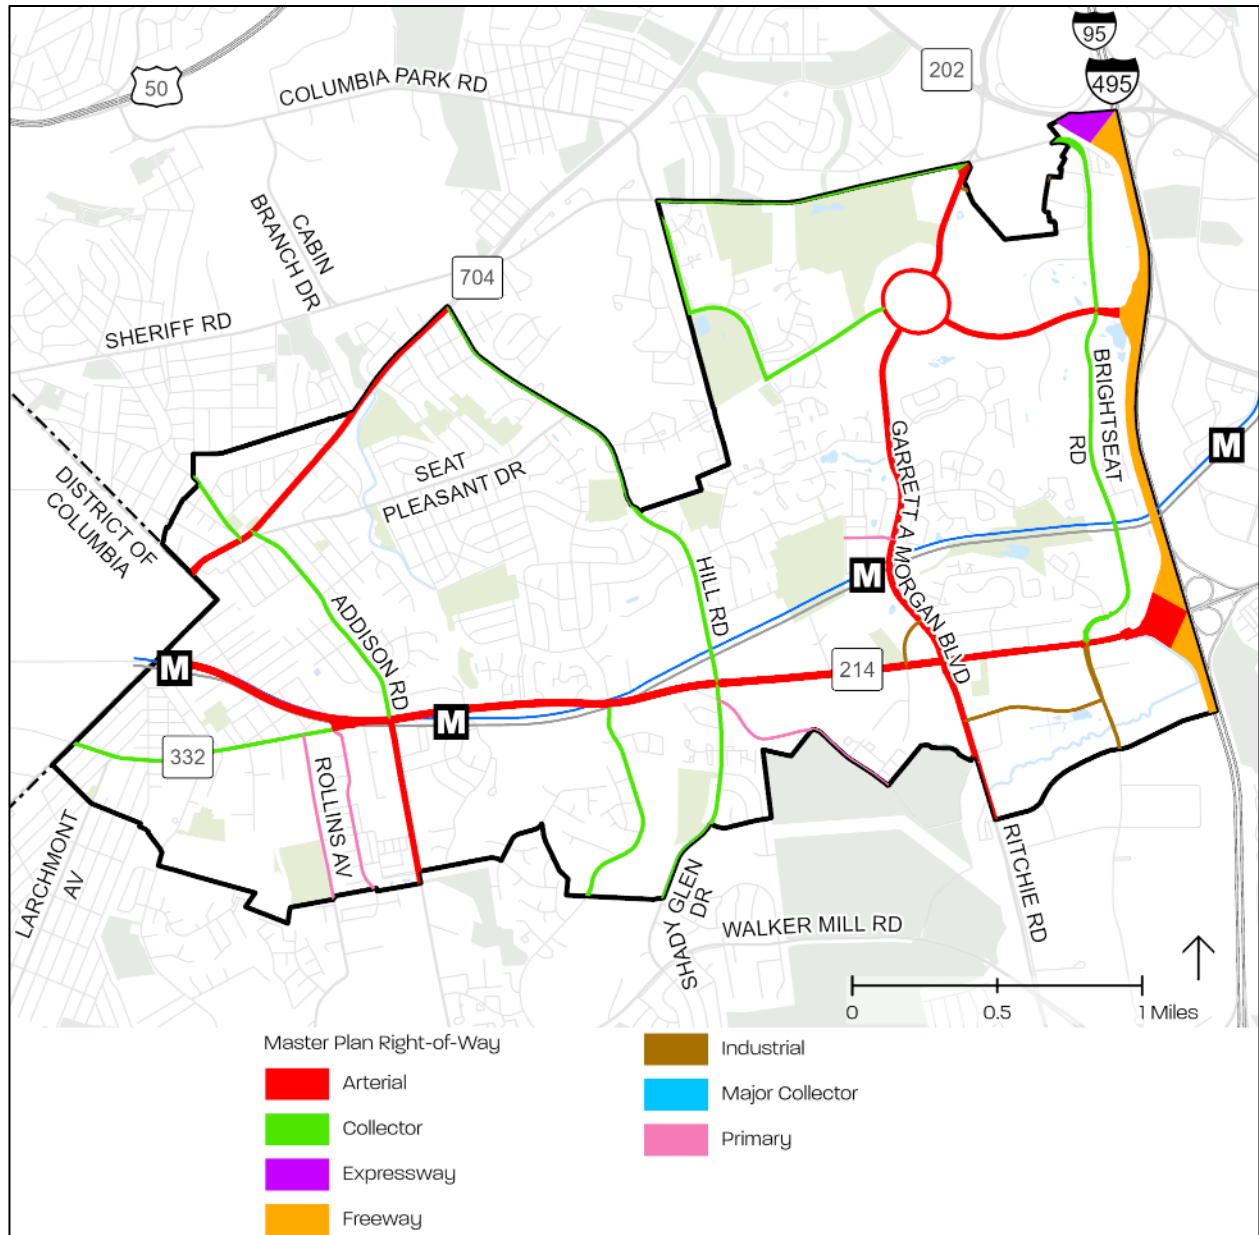 95
50
202
495
COLUMBIA PARK RD
CABIN
BRANCH DR
704
SHERIFF RD
BRIGHTSEAT
RD
M
SEAT
PLEASANT DR
GARRETT A MORGAN BLVD
DISTRICT OF
COLUMBIA
M
HILL RD
ADDISON RD
M
214
M
332
ROLLINS AV
LARCHMONT
AV
SHADY GLEN
DR
RITCHIE RD
WALKER MILL RD
0
0.5
1 Miles
Master Plan Right-of-Way
Arterial
Collector
Expressway
Freeway
Industrial
Major Collector
Primary